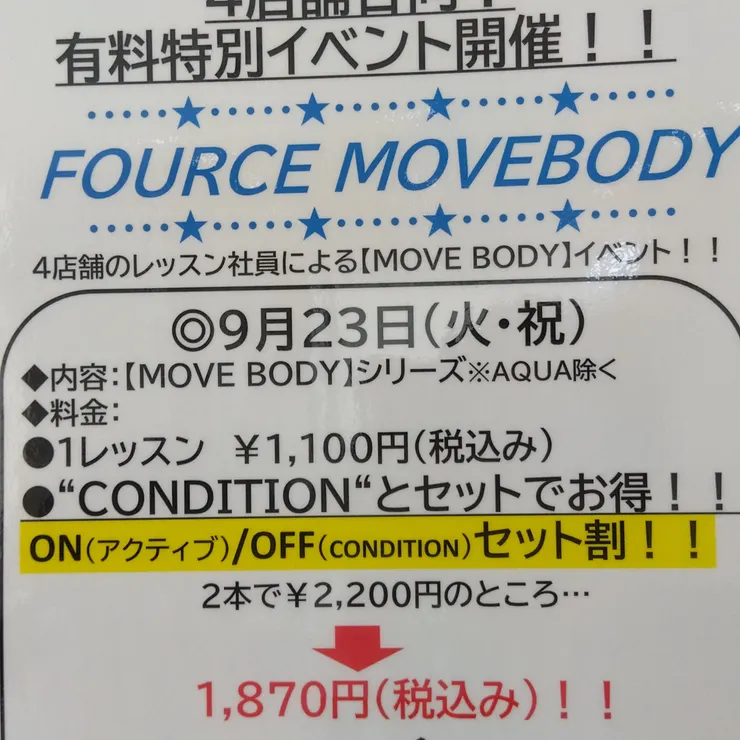 4店舗合同！
有料特別イベント開催！！
FOURCE MOVEBODY
4店舗のレッスン社員による【MOVE BODY】イベント！！
◎9月23日（火・祝）
◆内容：【MOVE BODY】シリーズ※AQUA除く
◆料金：
●1レッスン ￥1,100円（税込み）
●“CONDITION“とセットでお得！！
ON（アクティブ）/OFF（CONDITION）セット割！！
2本で￥2,200円のところ…
1,870円（税込み）！！